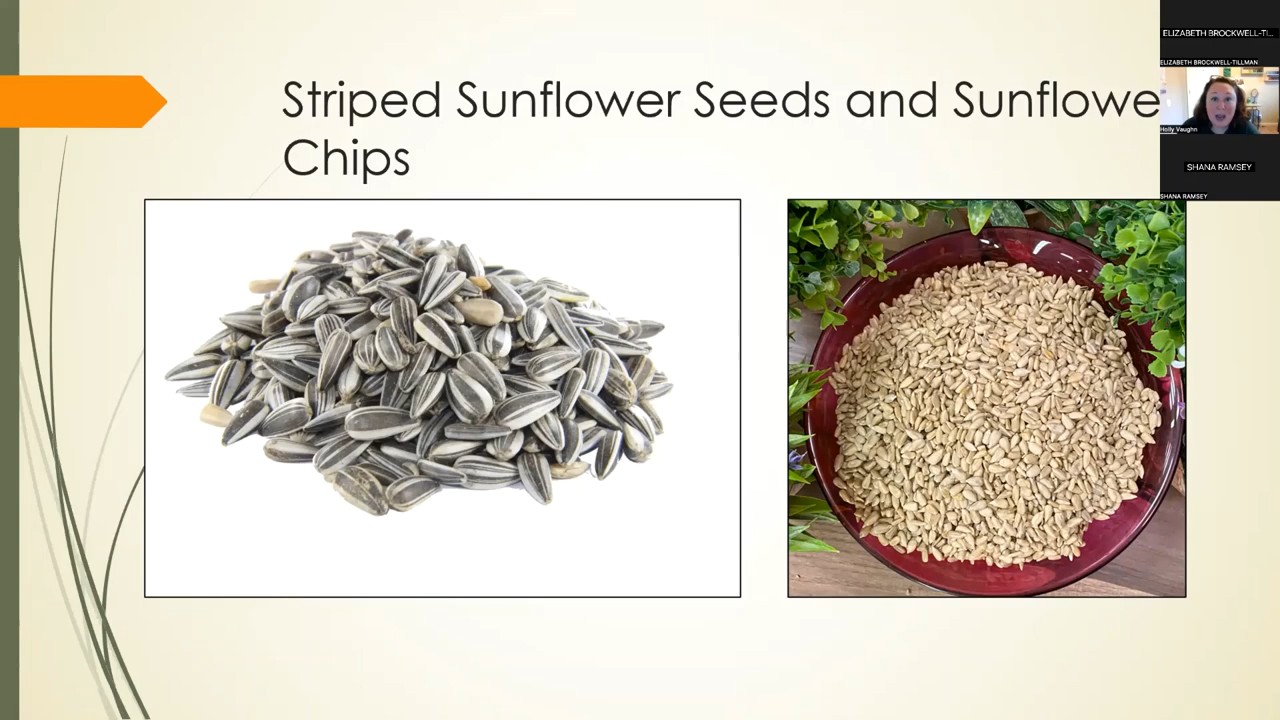 Striped Sunflower Seeds and Sunflowe
Chips
ELIZABETH BROCKWELL-TI...
ELIZABETH BROCKWELL-TILLMAN
Holly Vaughn
SHANA RAMSEY
SHANA RAMSEY